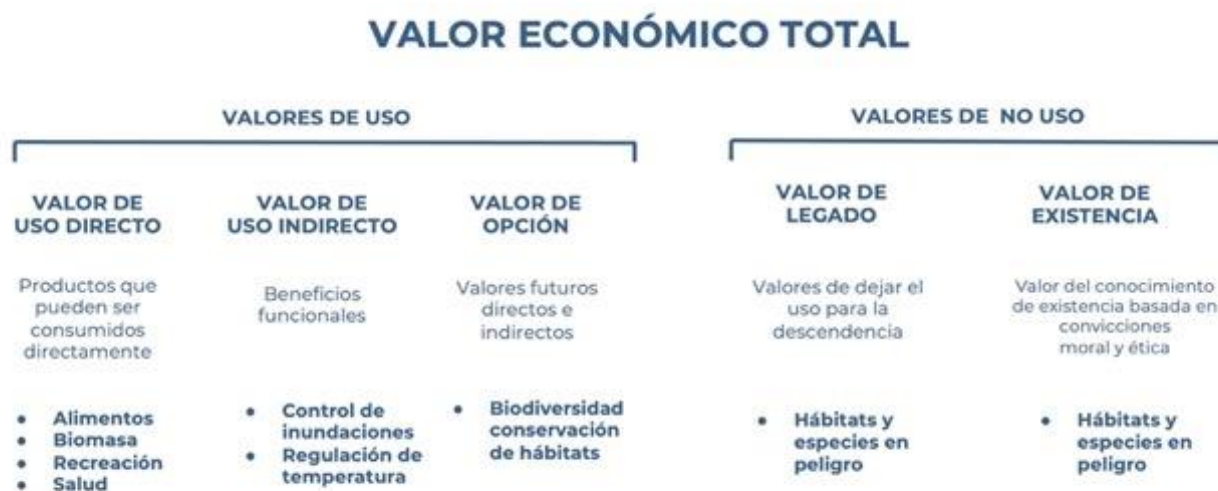 VALOR ECONÓMICO TOTAL
VALORES DE USO
VALORES DE NO USO
VALOR DE
USO DIRECTO
VALOR DE
USO INDIRECTO
VALOR DE
OPCIÓN
VALOR DE
LEGADO
VALOR DE
EXISTENCIA
Productos que
pueden ser
consumidos
directamente
Beneficios
funcionales
Valores futuros
directos e
indirectos
Valores de dejar el
uso para la
descendencia
Valor del conocimiento
de existencia basada en
convicciones
moral y ética
• Alimentos
• Biomasa
• Recreación
• Salud
• Control de
inundaciones
• Regulación de
temperatura
• Biodiversidad
conservación
de hábitats
• Hábitats y
especies en
peligro
• Hábitats y
especies en
peligro